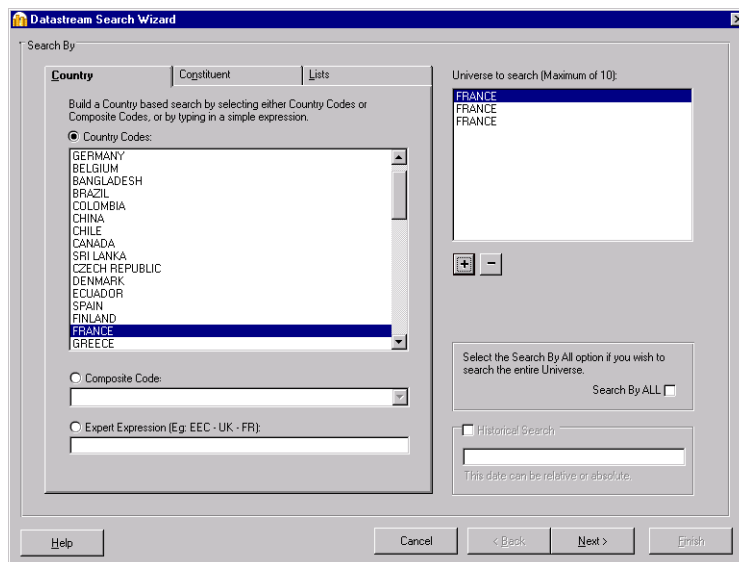 Datastream Search Wizard
Search By
Country
Constituent
Lists
Build a Country based search by selecting either Country Codes or
Composite Codes, or by typing in a simple expression.
Country Codes:
GERMANY
BELGIUM
BANGLADESH
BRAZIL
COLOMBIA
CHINA
CHILE
CANADA
SRI LANKA
CZECH REPUBLIC
DENMARK
ECUADOR
SPAIN
FINLAND
FRANCE
GREECE
Composite Code:
Expert Expression (Eg: EEC - UK - FR):
Universe to search (Maximum of 10):
FRANCE
FRANCE
FRANCE
+ -
Select the Search By All option if you wish to
search the entire Universe.
Search By ALL
Historical Search
This date can be relative or absolute.
Help
Cancel
< Back
Next >
Finish